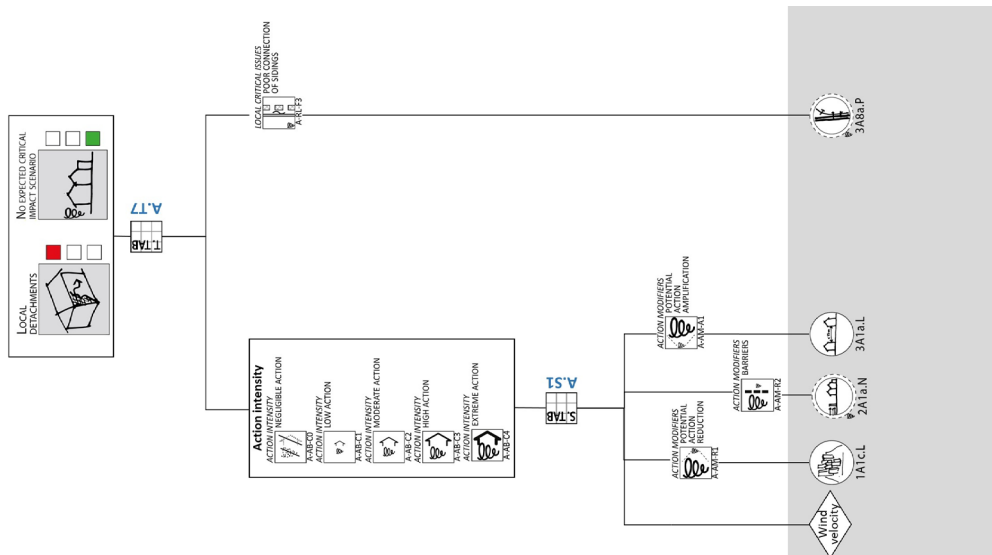 LOCAL
DETACHMENTS
NO EXPECTED CRITICAL
IMPACT SCENARIO
T. TAB
A.T7
LOCAL CRITICAL ISSUES
POOR CONNECTION
OF SIDINGS
A-RL-F3
3A8a.P
Action intensity
ACTION INTENSITY
NEGLIGIBLE ACTION
A-AB-C0
ACTION INTENSITY
LOW ACTION
A-AB-C1
ACTION INTENSITY
MODERATE ACTION
A-AB-C2
ACTION INTENSITY
HIGH ACTION
A-AB-C3
ACTION INTENSITY
EXTREME ACTION
A-AB-C4
S.TAB
A.S1
ACTION MODIFIERS
POTENTIAL
ACTION
REDUCTION
A-AM-R1
ACTION MODIFIERS
BARRIERS
A-AM-R2
ACTION MODIFIERS
POTENTIAL
ACTION
AMPLIFICATION
A-AM-A1
Wind
velocity
1A1c.L
2A1a.N
3A1a.L